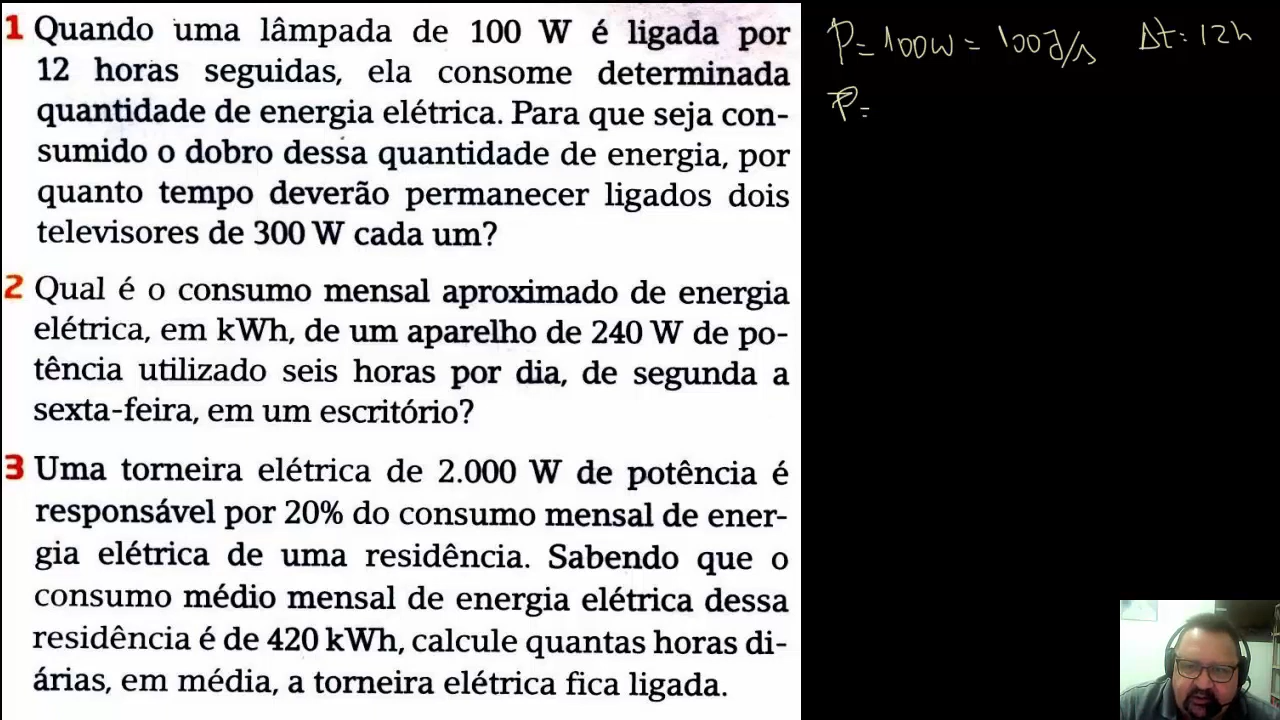 1 Quando uma lâmpada de 100 W é ligada por
12 horas seguidas, ela consome determinada
quantidade de energia elétrica. Para que seja con-
sumido o dobro dessa quantidade de energia, por
quanto tempo deverão permanecer ligados dois
televisores de 300 W cada um?
2 Qual é o consumo mensal aproximado de energia
elétrica, em kWh, de um aparelho de 240 W de po-
tência utilizado seis horas por dia, de segunda a
sexta-feira, em um escritório?
3 Uma torneira elétrica de 2.000 W de potência é
responsável por 20% do consumo mensal de ener-
gia elétrica de uma residência. Sabendo que o
consumo médio mensal de energia elétrica dessa
residência é de 420 kWh, calcule quantas horas di-
árias, em média, a torneira elétrica fica ligada.
P=100W=100J/s Δt:12h
P=